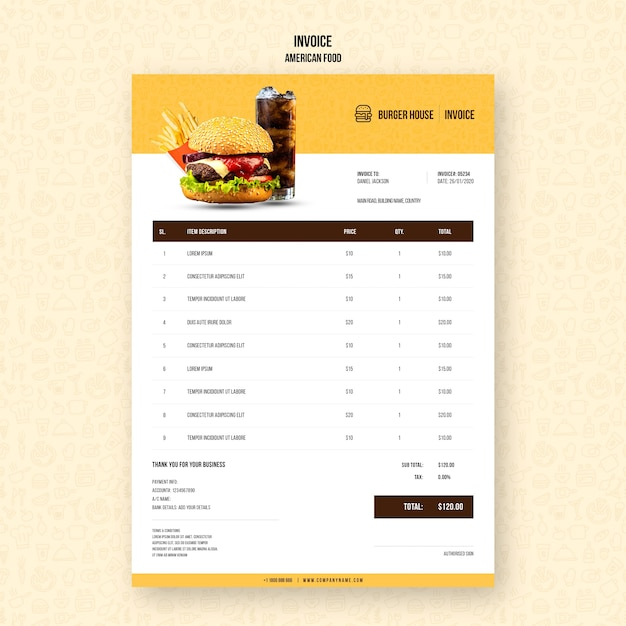 INVOICE
AMERICAN FOOD
BURGER HOUSE | INVOICE
INVOICE TO:
DANIEL JACKSON
MAIN ROAD, BUILDING NAME, COUNTRY
INVOICER: 05234
DATE: 26/01/2020
SL. ITEM DESCRIPTION PRICE QTY. TOTAL
1 LOREM IPSUM $10 1 $10.00
2 CONSECTETUR ADIPISCING ELIT $15 1 $15.00
3 TEMPOR INCIDIDUNT UT LABORE $10 1 $10.00
4 DUIS AUTE IRURE DOLOR $20 1 $20.00
5 CONSECTETUR ADIPISCING ELIT $15 1 $15.00
6 LOREM IPSUM $15 1 $15.00
7 TEMPOR INCIDIDUNT UT LABORE $10 1 $10.00
8 CONSECTETUR ADIPISCING ELIT $20 1 $20.00
9 TEMPOR INCIDIDUNT UT LABORE $10 1 $10.00
THANK YOU FOR YOUR BUSINESS
PAYMENT INFO:
ACCOUNT#: 1234567899
A/C NAME:
BANK DETAILS: ADD YOUR DETAILS
SUB TOTAL: $120.00
TAX: 0.00%
TOTAL: $120.00
TERMS & CONDITIONS
LOREM IPSUM DOLOR SIT AMET,
CONSECTETUR
ADIPISCING ELIT, SED DO EIUSMOD TEMPOR
INCIDIDUNT UT LABORE ET DOLORE MAGNA ALIQUA
UT ENIM AD MINIM VENIAM
AUTHORISED SIGN
+1 1000 888 666 | WWW.COMPANYNAME.COM